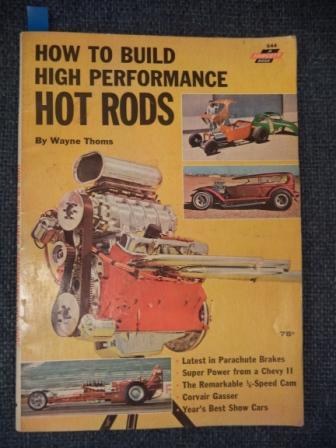 544
HOW TO BUILD
HIGH PERFORMANCE
HOT RODS
By Wayne Thoms
75¢
· Latest in Parachute Brakes
· Super Power from a Chevy II
· The Remarkable ½-Speed Cam
· Corvair Gasser
· Year's Best Show Cars